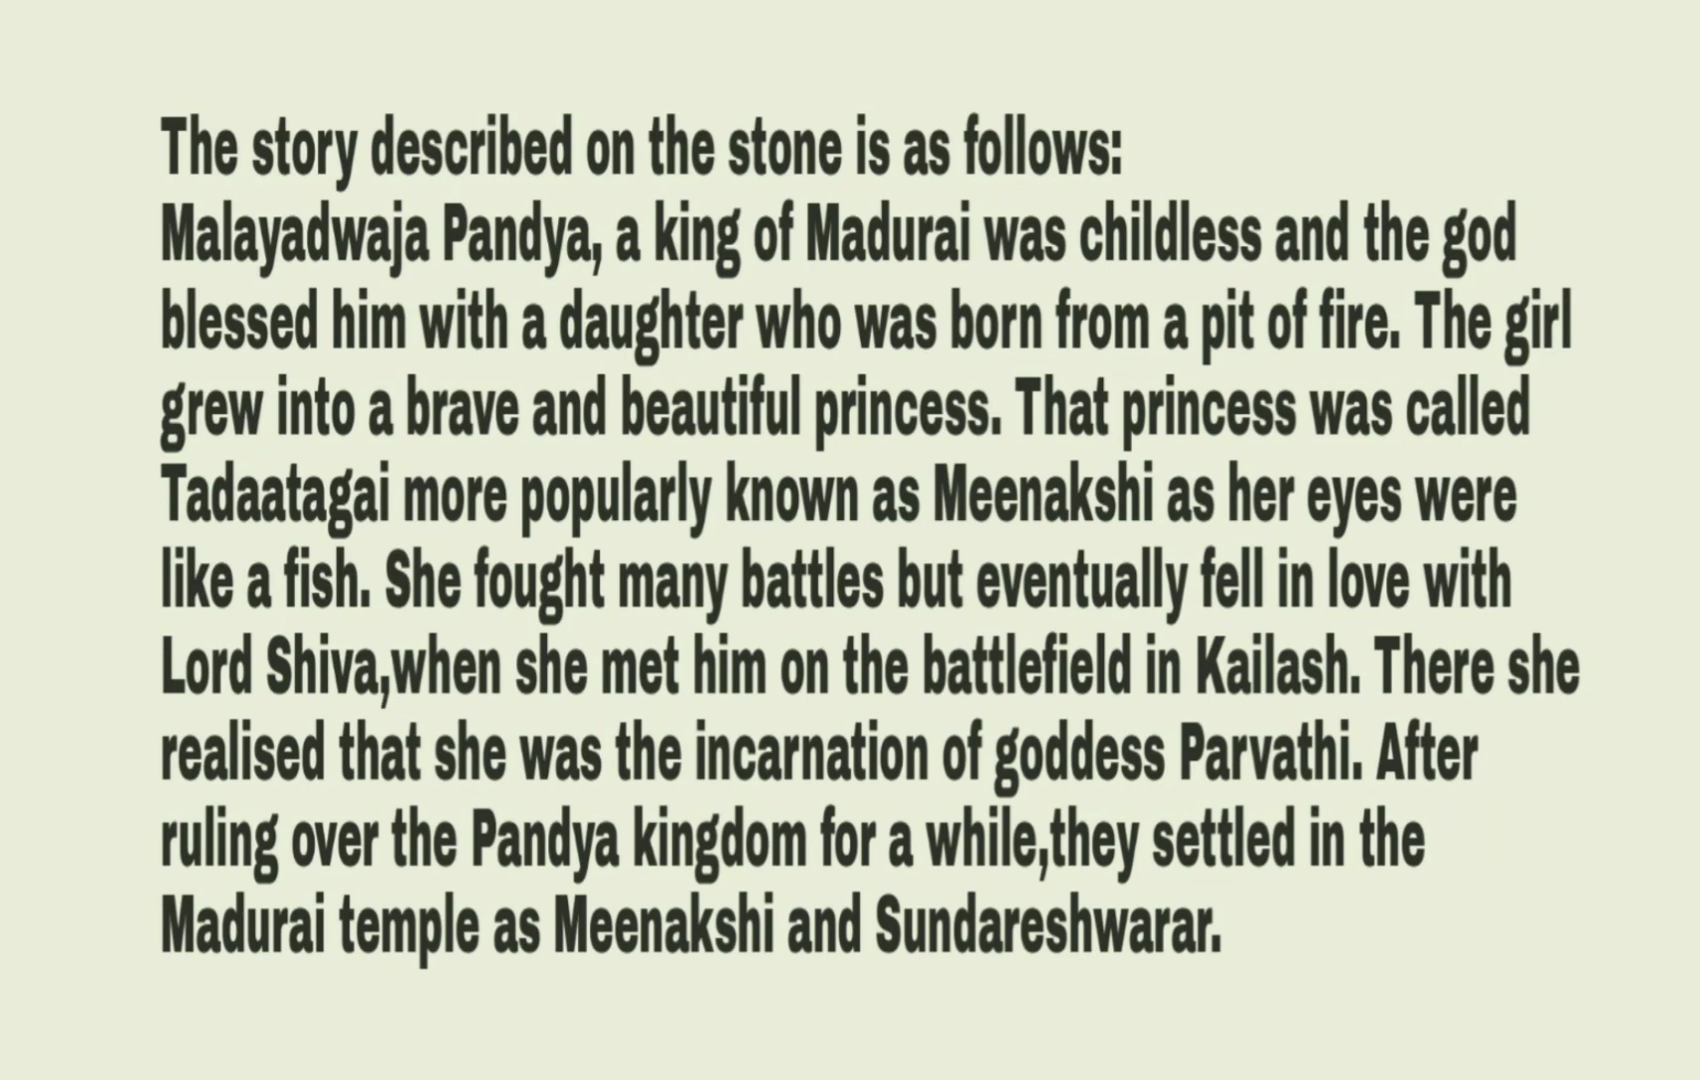 The story described on the stone is as follows:
Malayadwaja Pandya, a king of Madurai was childless and the god
blessed him with a daughter who was born from a pit of fire. The girl
grew into a brave and beautiful princess. That princess was called
Tadaatagai more popularly known as Meenakshi as her eyes were
like a fish. She fought many battles but eventually fell in love with
Lord Shiva,when she met him on the battlefield in Kailash. There she
realised that she was the incarnation of goddess Parvathi. After
ruling over the Pandya kingdom for a while,they settled in the
Madurai temple as Meenakshi and Sundareshwarar.